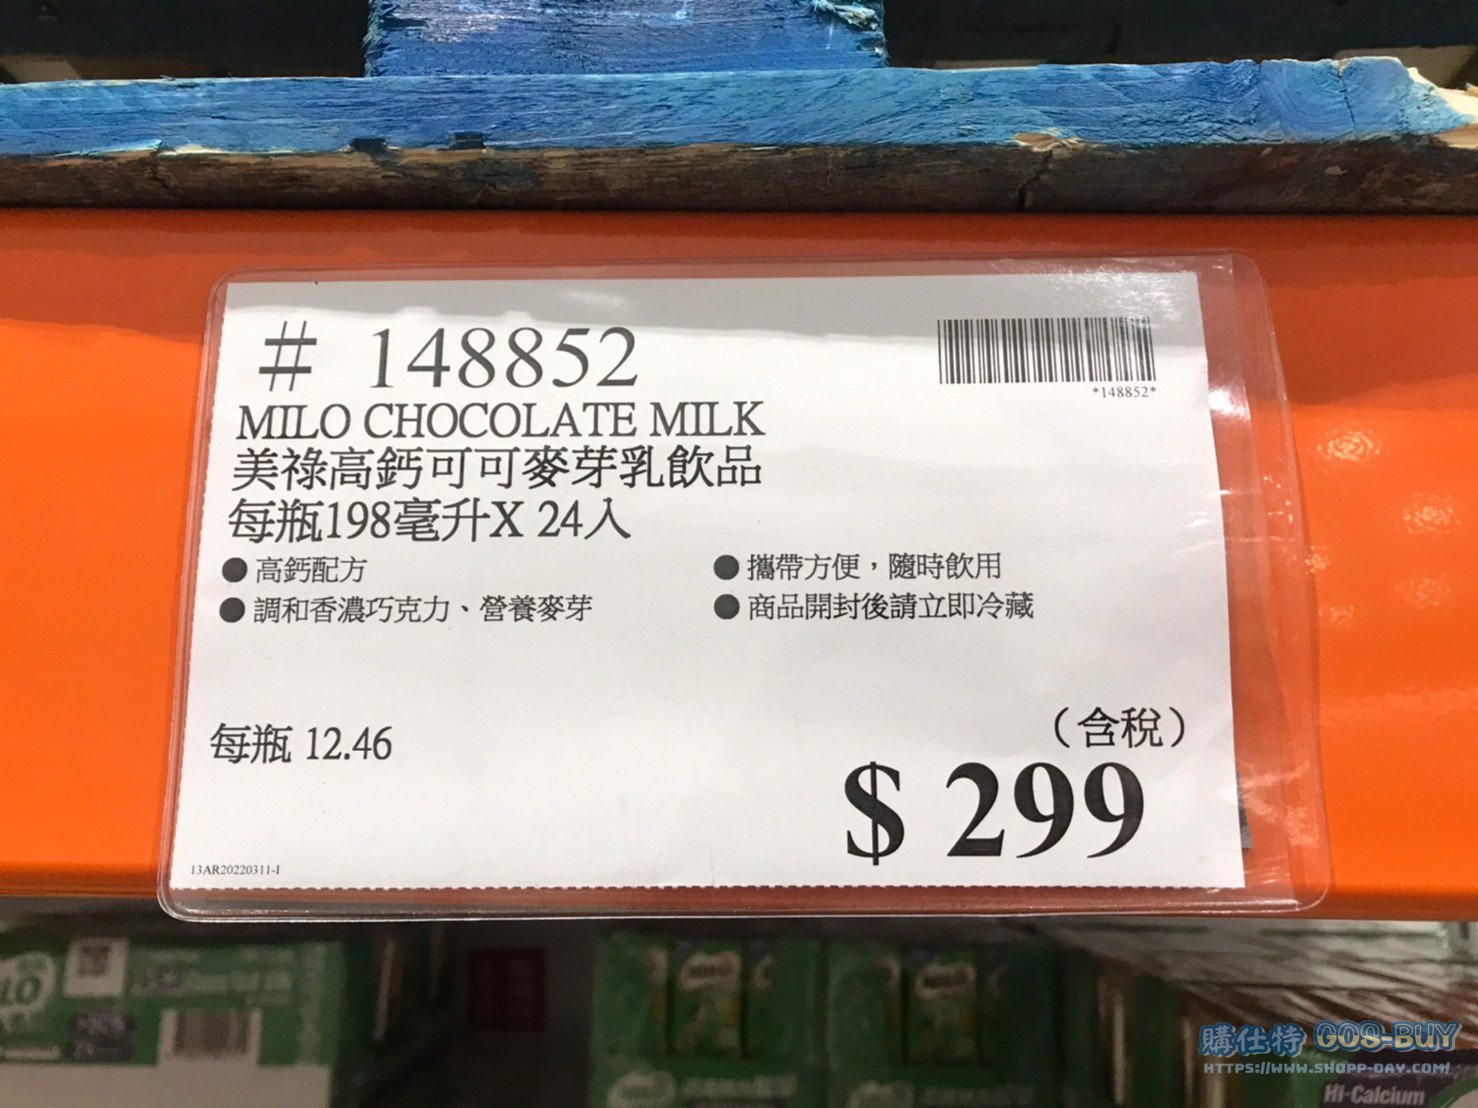 # 148852
*148852*
MILO CHOCOLATE MILK
美祿高鈣可可麥芽乳飲品
每瓶198毫升X 24入
● 高鈣配方
● 攜帶方便，隨時飲用
● 調和香濃巧克力、營養麥芽
● 商品開封後請立即冷藏
（含稅）
每瓶 12.46
$ 299
13AR20220311-I
LO
MILO
MILO
購仕特 GOS-BUY
HTTPS://WWW.SHOPP-DAY.COM/
Hi-Calcium